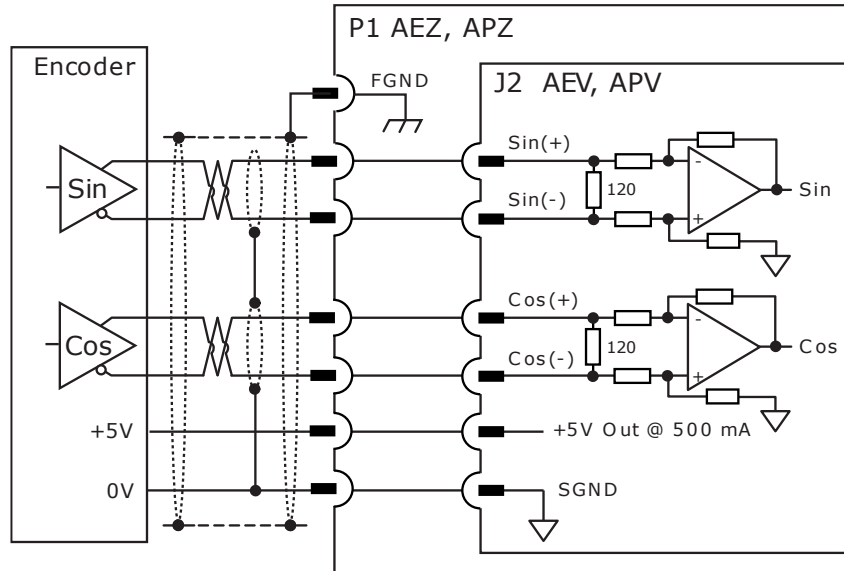 P1 AEZ, APZ
Encoder
FGND
J2 AEV, APV
Sin(+)
Sin
120
-
+
Sin
Sin(-)
Cos(+)
Cos
120
-
+
Cos
Cos(-)
+5V
+5V Out @ 500 mA
0V
SGND